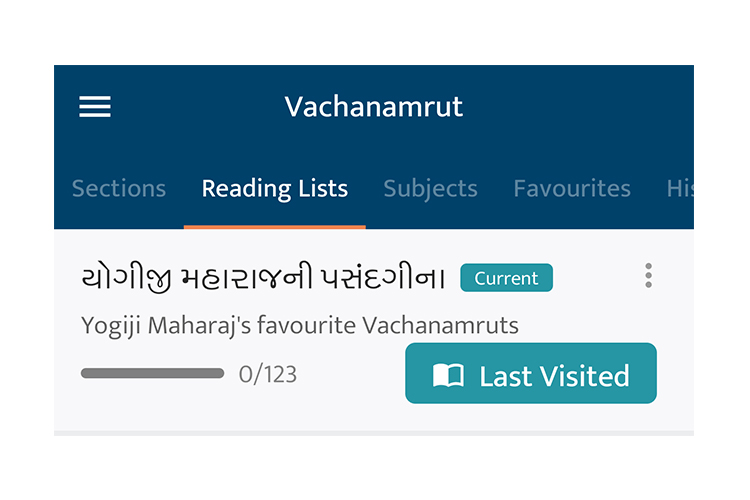 Vachanamrut
Sections Reading Lists Subjects Favourites
યોગીજી મહારાજની પસંદગીના Current
Yogiji Maharaj's favourite Vachanamruts
0/123 Last Visited